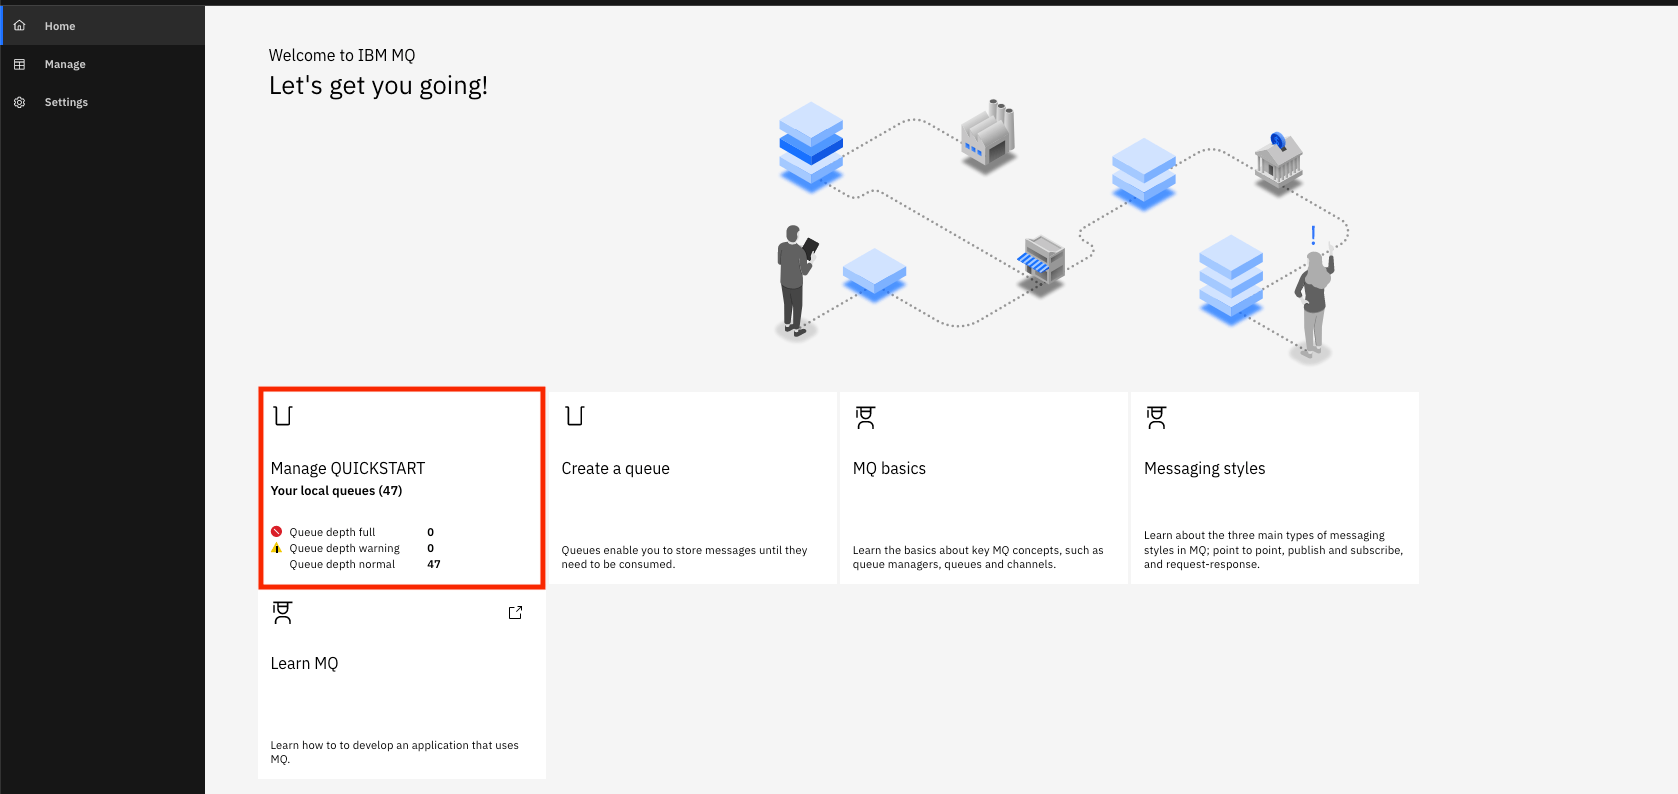 Home
Manage
Settings
Welcome to IBM MQ
Let's get you going!
!
Manage QUICKSTART
Your local queues (47)
Queue depth full 0
Queue depth warning 0
Queue depth normal 47
Create a queue
Queues enable you to store messages until they
need to be consumed.
MQ basics
Learn the basics about key MQ concepts, such as
queue managers, queues and channels.
Messaging styles
Learn about the three main types of messaging
styles in MQ; point to point, publish and subscribe,
and request-response.
Learn MQ
Learn how to to develop an application that uses
MQ.